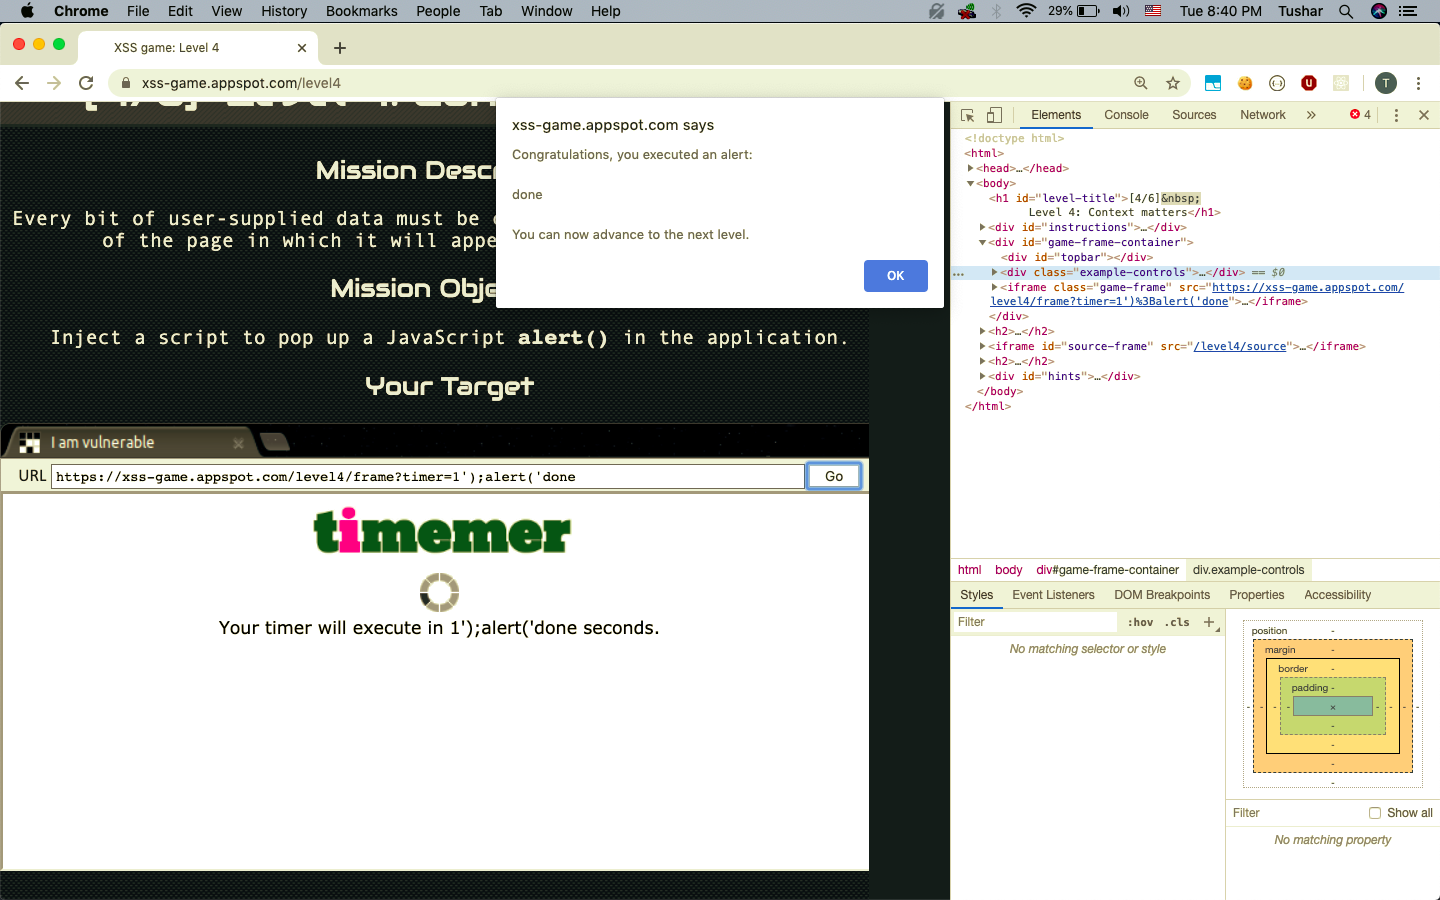 Chrome File Edit View History Bookmarks People Tab Window Help 29% Tue 8:40 PM Tushar
XSS game: Level 4
xss-game.appspot.com/level4
T
xss-game.appspot.com says
Congratulations, you executed an alert:
done
You can now advance to the next level.
OK
Mission Descr
Every bit of user-supplied data must be
of the page in which it will appe
Mission Obje
Inject a script to pop up a JavaScript alert() in the application.
Your Target
I am vulnerable
URL https://xss-game.appspot.com/level4/frame?timer=1');alert('done Go
timemer
Your timer will execute in 1');alert('done seconds.
Elements Console Sources Network » 4
<!doctype html>
<html>
<head>…</head>
<body>
<h1 id="level-title">[4/6]&nbsp;
Level 4: Context matters</h1>
<div id="instructions">…</div>
<div id="game-frame-container">
<div id="topbar"></div>
… <div class="example-controls">…</div> == $0
<iframe class="game-frame" src="https://xss-game.appspot.com/
level4/frame?timer=1')%3Balert('done">…</iframe>
</div>
<h2>…</h2>
<iframe id="source-frame" src="/level4/source">…</iframe>
<h2>…</h2>
<div id="hints">…</div>
</body>
</html>
html body div#game-frame-container div.example-controls
Styles Event Listeners DOM Breakpoints Properties Accessibility
Filter :hov .cls +
No matching selector or style
position -
margin -
border -
padding -
- - - - × - - - -
-
-
-
-
Filter Show all
No matching property